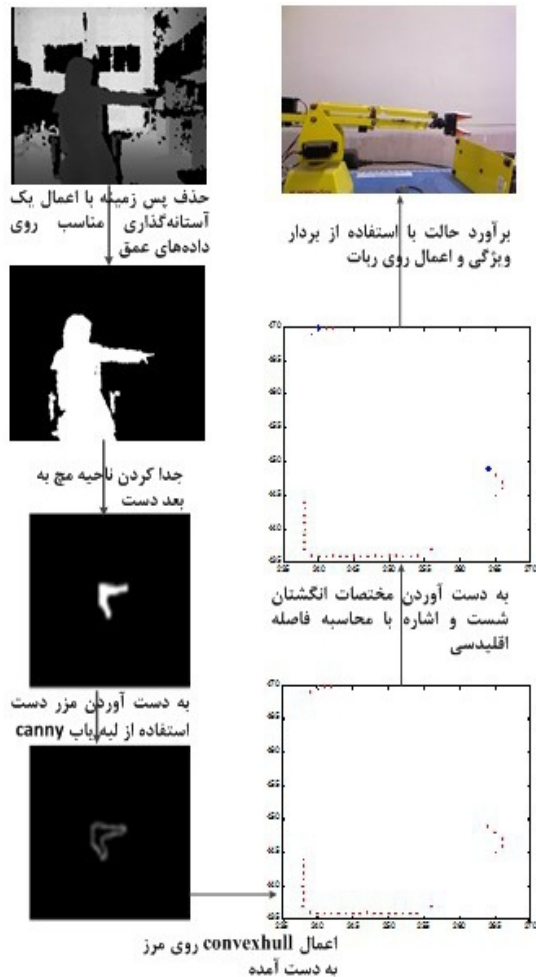 حذف پس زمینه با اعمال یک
آستانه‌گذاری مناسب روی
داده‌های عمق
جدا کردن ناحیه مچ به
بعد دست
به دست آوردن مزر دست
استفاده از لبه یاب canny
اعمال convexhull روی مرز
به دست آمده
به دست آوردن مختصات انگشتان
شست و اشاره با محاسبه فاصله
اقلیدسی
برآورد حالت با استفاده از بردار
ویژگی و اعمال روی ربات